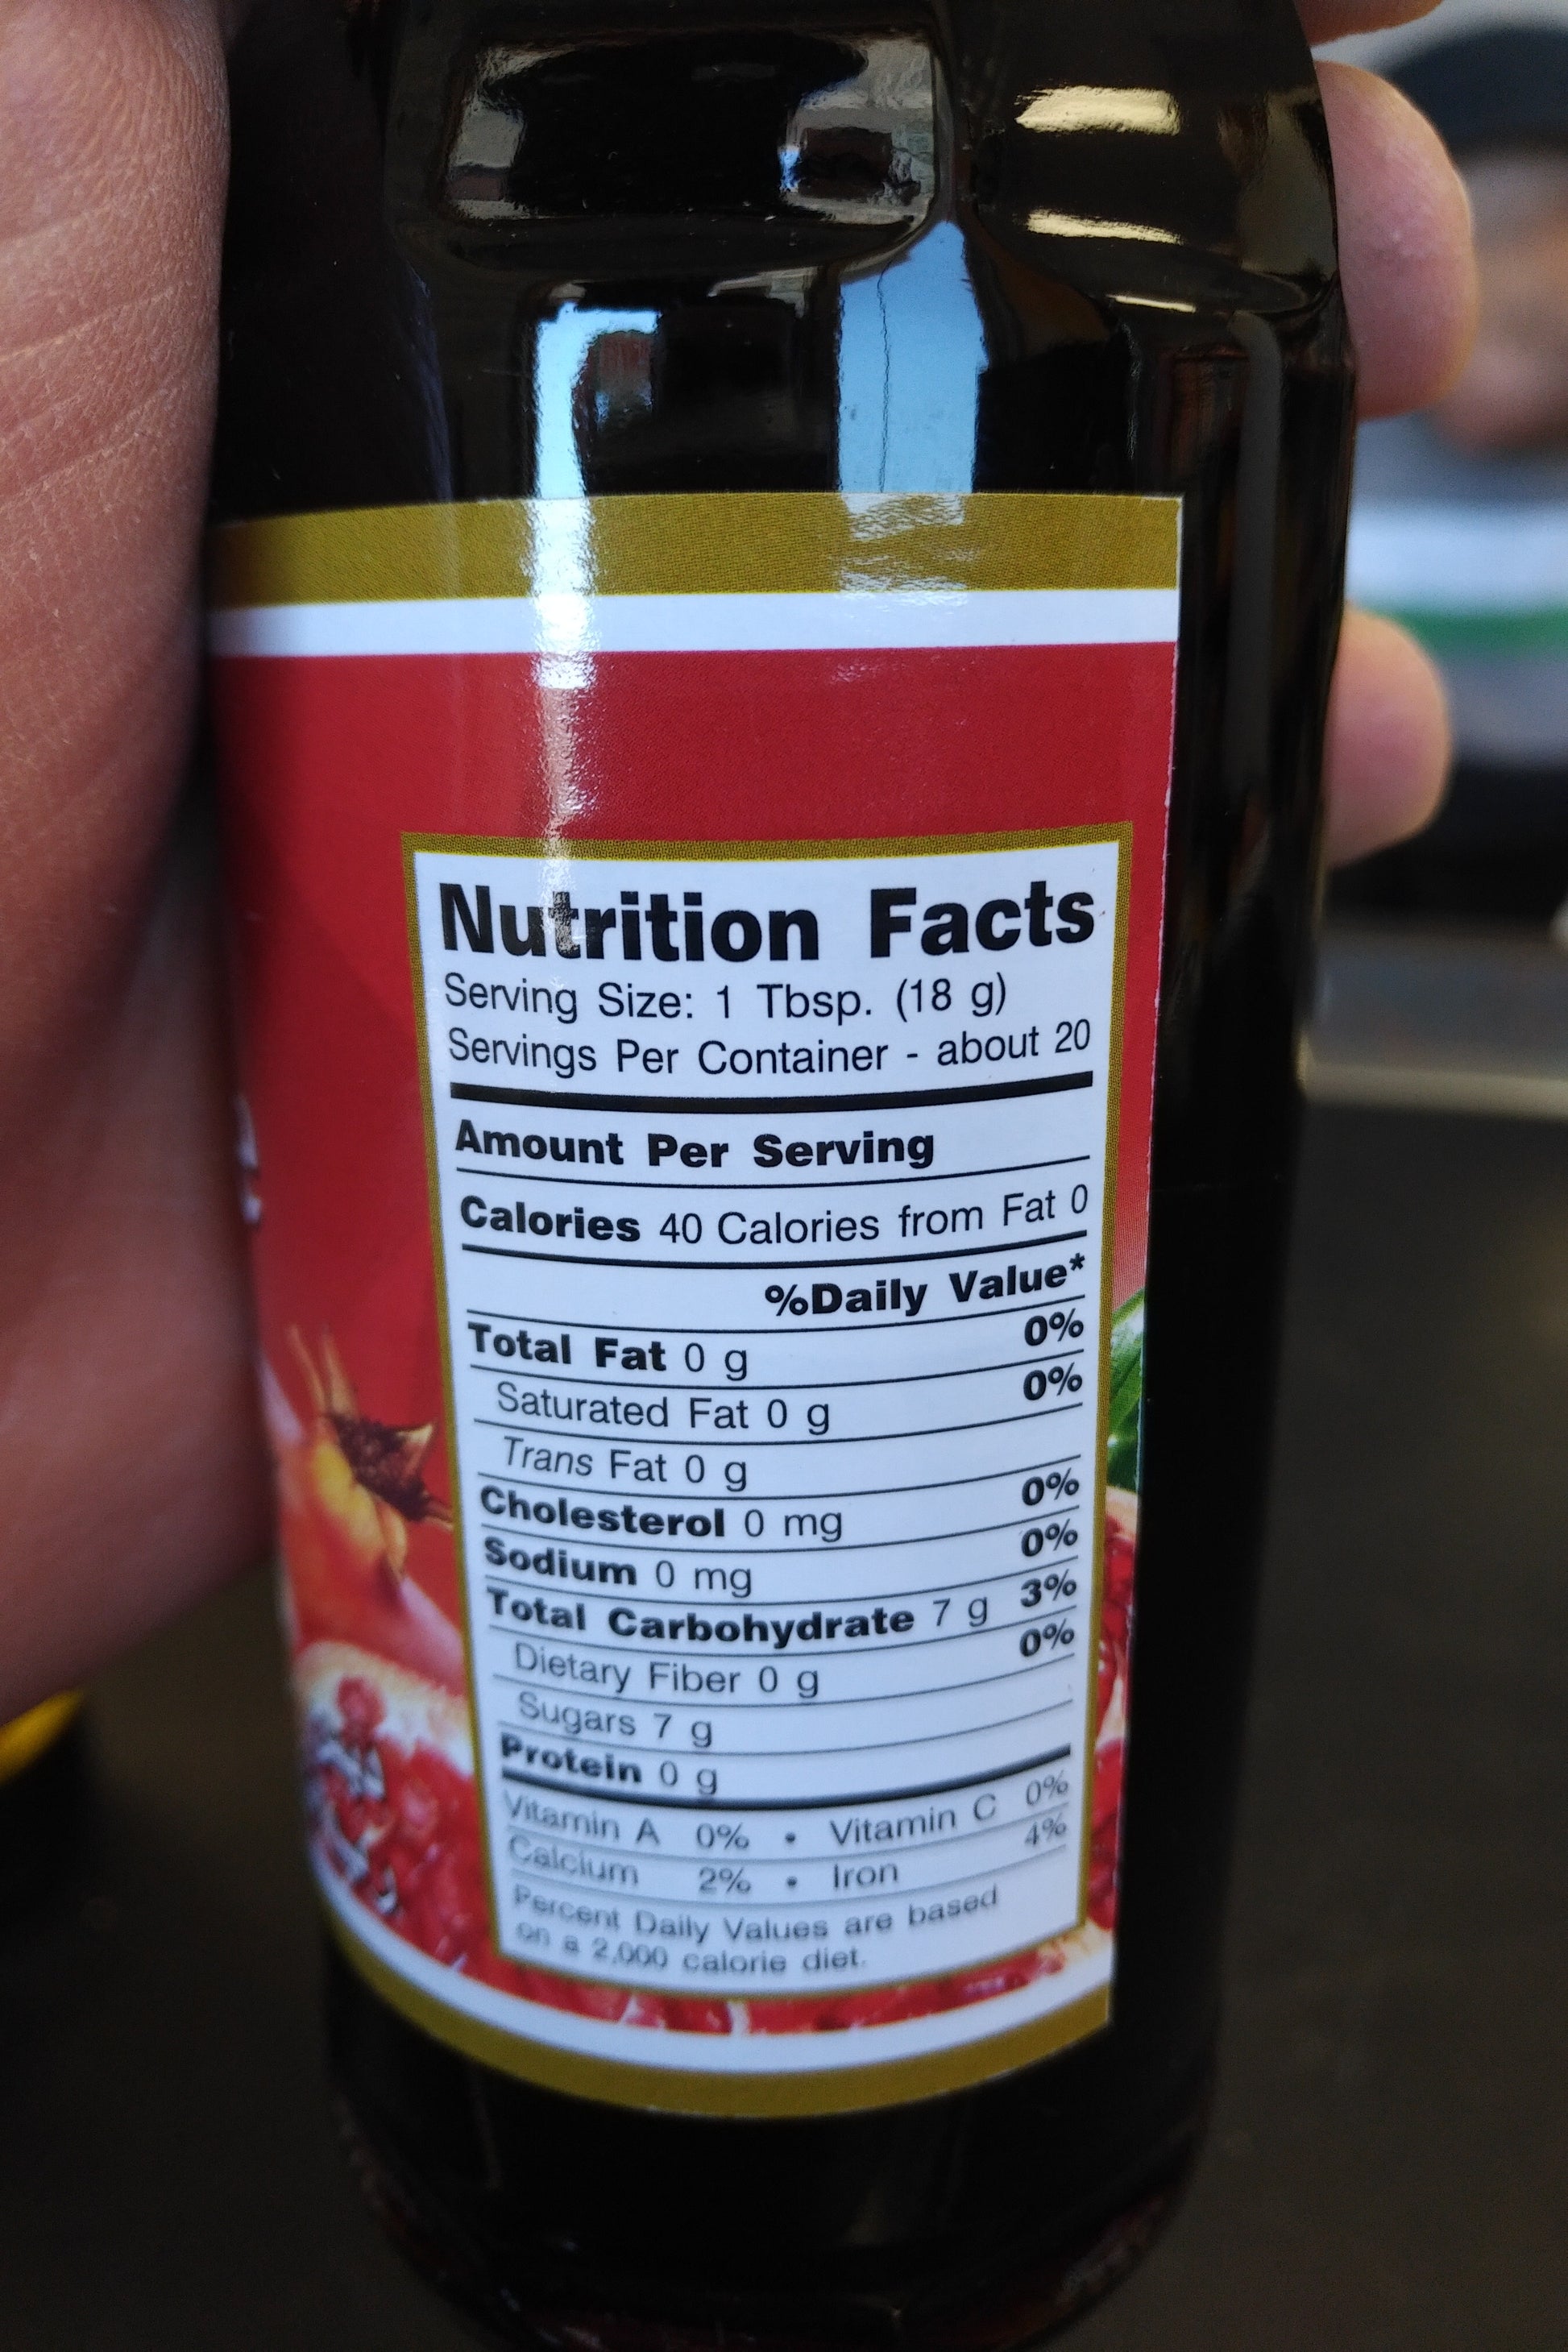 Nutrition Facts
Serving Size: 1 Tbsp. (18 g)
Servings Per Container - about 20
Amount Per Serving
Calories 40 Calories from Fat 0
%Daily Value*
Total Fat 0 g 0%
Saturated Fat 0 g 0%
Trans Fat 0 g
Cholesterol 0 mg 0%
Sodium 0 mg 0%
Total Carbohydrate 7 g 3%
Dietary Fiber 0 g 0%
Sugars 7 g
Protein 0 g
Vitamin A 0% • Vitamin C 0%
Calcium 2% • Iron 4%
Percent Daily Values are based
on a 2,000 calorie diet.